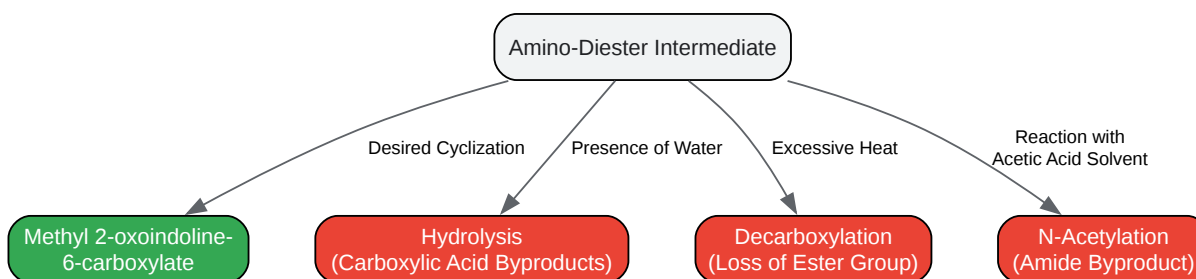 Amino-Diester Intermediate
Desired Cyclization
Presence of Water
Excessive Heat
Reaction with
Acetic Acid Solvent
Methyl 2-oxoindoline-
6-carboxylate
Hydrolysis
(Carboxylic Acid Byproducts)
Decarboxylation
(Loss of Ester Group)
N-Acetylation
(Amide Byproduct)